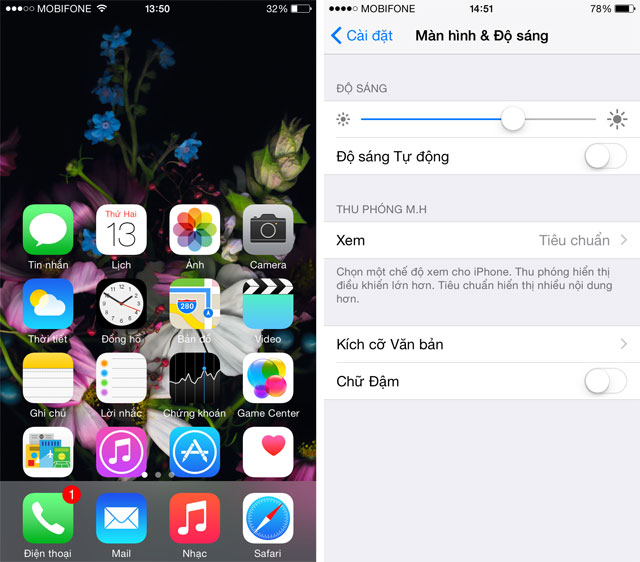 MOBIFONE 13:50 32%
Thứ Hai
13
Tin nhắn Lịch Ảnh Camera
280
Thời tiết Đồng hồ Bản đồ Video
Ghi chú Lời nhắc Chứng khoán Game Center
1
Điện thoại Mail Nhạc Safari
MOBIFONE 14:51 78%
Cài đặt Màn hình & Độ sáng
ĐỘ SÁNG
Độ sáng Tự động
THU PHÓNG M.H
Xem Tiêu chuẩn
Chọn một chế độ xem cho iPhone. Thu phóng hiển thị
điều khiển lớn hơn. Tiêu chuẩn hiển thị nhiều nội dung
hơn.
Kích cỡ Văn bản
Chữ Đậm